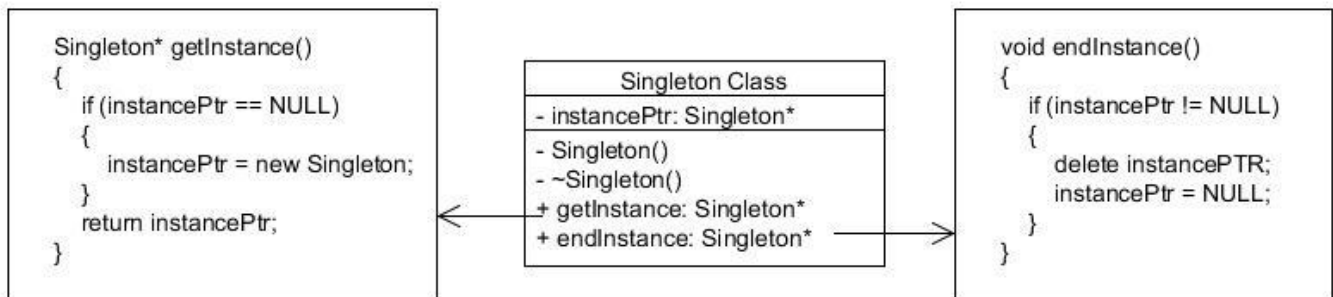 Singleton* getInstance()
{
if (instancePtr == NULL)
{
instancePtr = new Singleton;
}
return instancePtr;
}
Singleton Class
- instancePtr: Singleton*
- Singleton()
- ~Singleton()
+ getInstance: Singleton*
+ endInstance: Singleton*
void endInstance()
{
if (instancePtr != NULL)
{
delete instancePTR;
instancePtr = NULL;
}
}